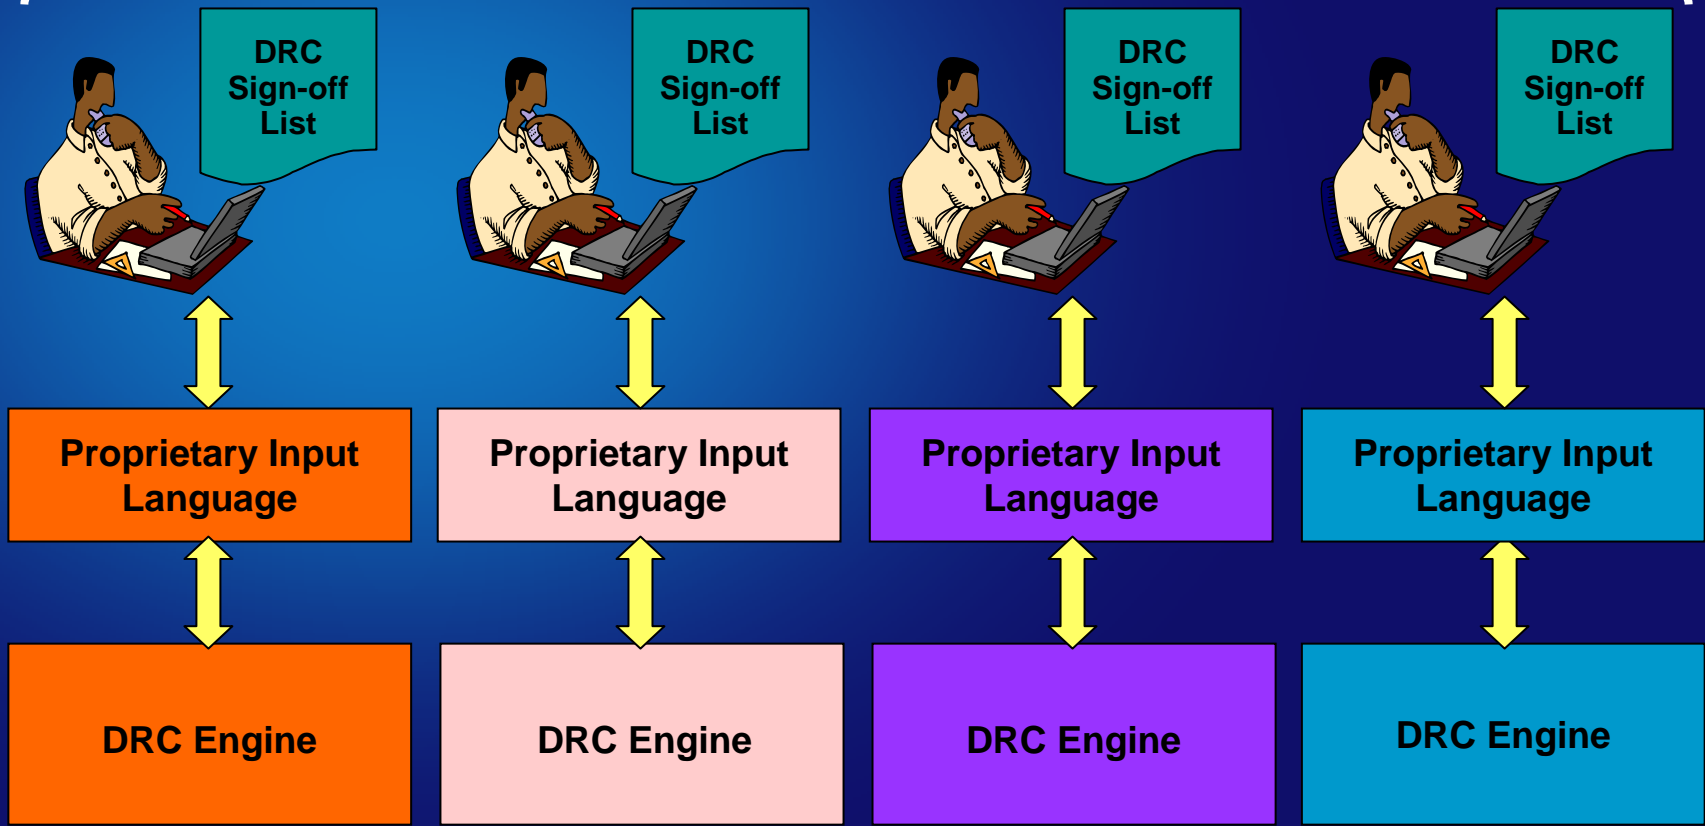 DRC
Sign-off
List
DRC
Sign-off
List
DRC
Sign-off
List
DRC
Sign-off
List
Proprietary Input
Language
Proprietary Input
Language
Proprietary Input
Language
Proprietary Input
Language
DRC Engine
DRC Engine
DRC Engine
DRC Engine